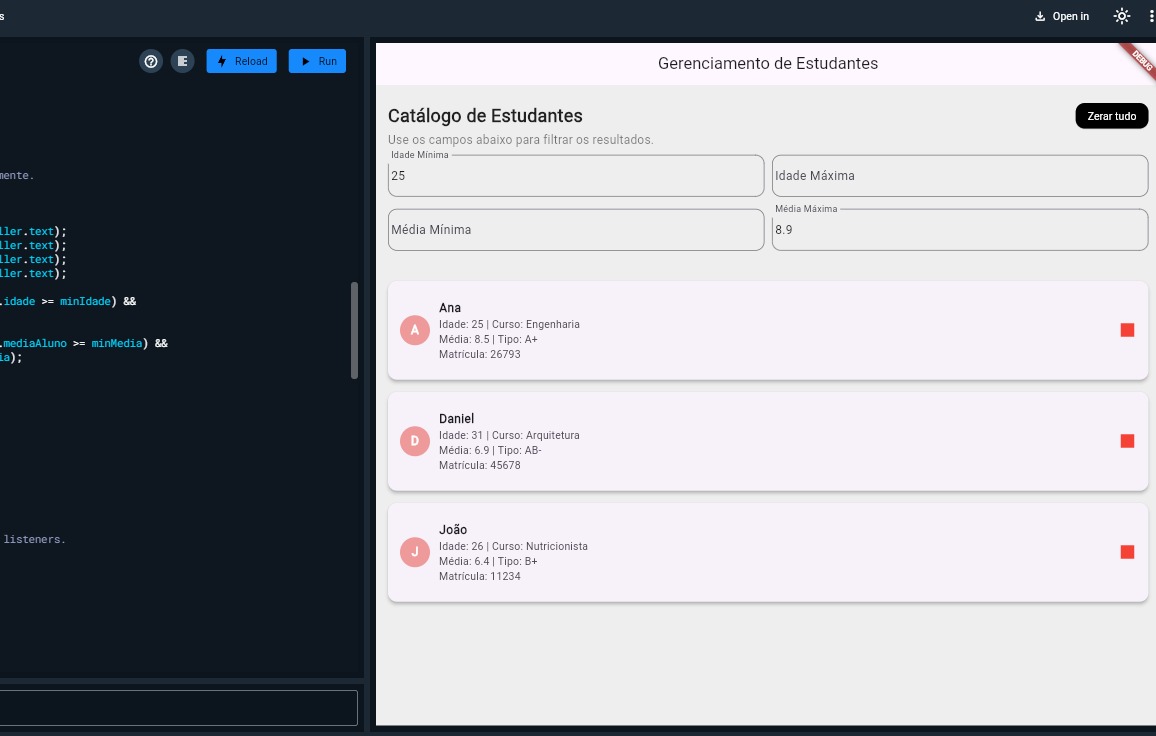 s
Open in
Reload
Run
mente.
ller.text);
ller.text);
ller.text);
ller.text);
.idade >= minIdade) &&
.mediaAluno >= minMedia) &&
ia);
listeners.
Gerenciamento de Estudantes
DEBUG
Catálogo de Estudantes
Zerar tudo
Use os campos abaixo para filtrar os resultados.
Idade Mínima
25
Idade Máxima
Média Mínima
Média Máxima
8.9
A
Ana
Idade: 25 | Curso: Engenharia
Média: 8.5 | Tipo: A+
Matrícula: 26793
D
Daniel
Idade: 31 | Curso: Arquitetura
Média: 6.9 | Tipo: AB-
Matrícula: 45678
J
João
Idade: 26 | Curso: Nutricionista
Média: 6.4 | Tipo: B+
Matrícula: 11234